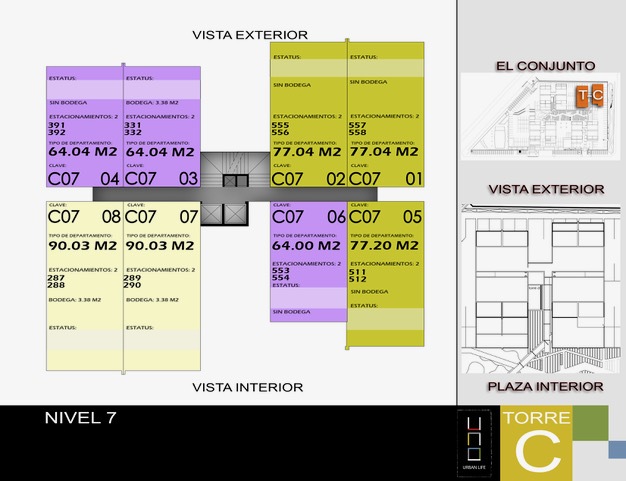 VISTA EXTERIOR
ESTATUS:
SIN BODEGA
ESTACIONAMIENTOS: 2
391
392
TIPO DE DEPARTAMENTO:
64.04 M2
CLAVE:
C07 04
ESTATUS:
BODEGA: 3.38 M2
ESTACIONAMIENTOS: 2
331
332
TIPO DE DEPARTAMENTO:
64.04 M2
CLAVE:
C07 03
ESTATUS:
SIN BODEGA
ESTACIONAMIENTOS: 2
555
556
TIPO DE DEPARTAMENTO:
77.04 M2
CLAVE:
C07 02
ESTATUS:
SIN BODEGA
ESTACIONAMIENTOS: 2
557
558
TIPO DE DEPARTAMENTO:
77.04 M2
CLAVE:
C07 01
CLAVE:
C07 08
TIPO DE DEPARTAMENTO:
90.03 M2
ESTACIONAMIENTOS: 2
287
288
BODEGA: 3.38 M2
ESTATUS:
CLAVE:
C07 07
TIPO DE DEPARTAMENTO:
90.03 M2
ESTACIONAMIENTOS: 2
289
290
BODEGA: 3.38 M2
ESTATUS:
CLAVE:
C07 06
TIPO DE DEPARTAMENTO:
64.00 M2
ESTACIONAMIENTOS: 2
553
554
ESTATUS:
SIN BODEGA
CLAVE:
C07 05
TIPO DE DEPARTAMENTO:
77.20 M2
ESTACIONAMIENTOS: 2
511
512
SIN BODEGA
ESTATUS:
VISTA INTERIOR
EL CONJUNTO
T-C
VISTA EXTERIOR
PLAZA INTERIOR
NIVEL 7
uno
URBAN LIFE
TORRE
C